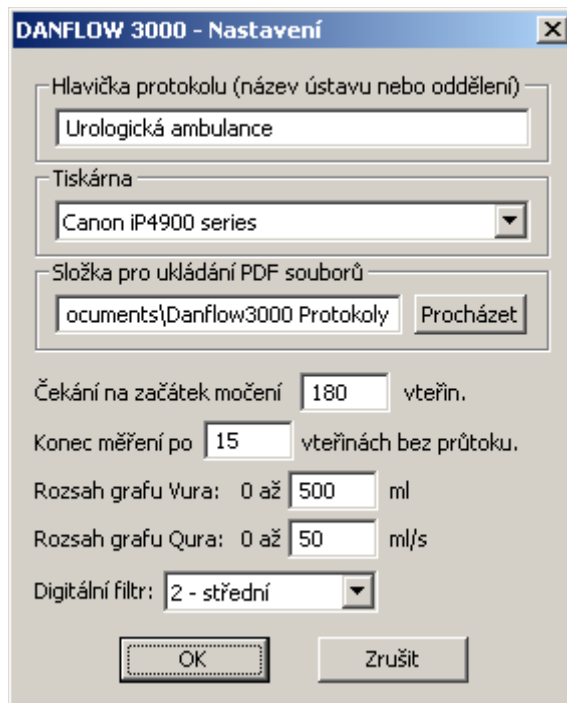 DANFLOW 3000 - Nastavení
Hlavička protokolu (název ústavu nebo oddělení)
Urologická ambulance
Tiskárna
Canon iP4900 series
Složka pro ukládání PDF souborů
ocuments\Danflow3000 Protokoly Procházet
Čekání na začátek močení 180 vteřin.
Konec měření po 15 vteřinách bez průtoku.
Rozsah grafu Vura: 0 až 500 ml
Rozsah grafu Qura: 0 až 50 ml/s
Digitální filtr: 2 - střední
OK Zrušit